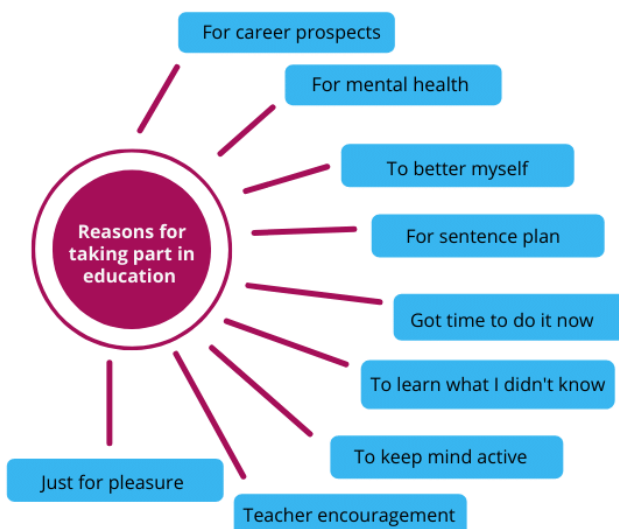 For career prospects
For mental health
To better myself
Reasons for
taking part in
education
For sentence plan
Got time to do it now
To learn what I didn't know
To keep mind active
Just for pleasure
Teacher encouragement